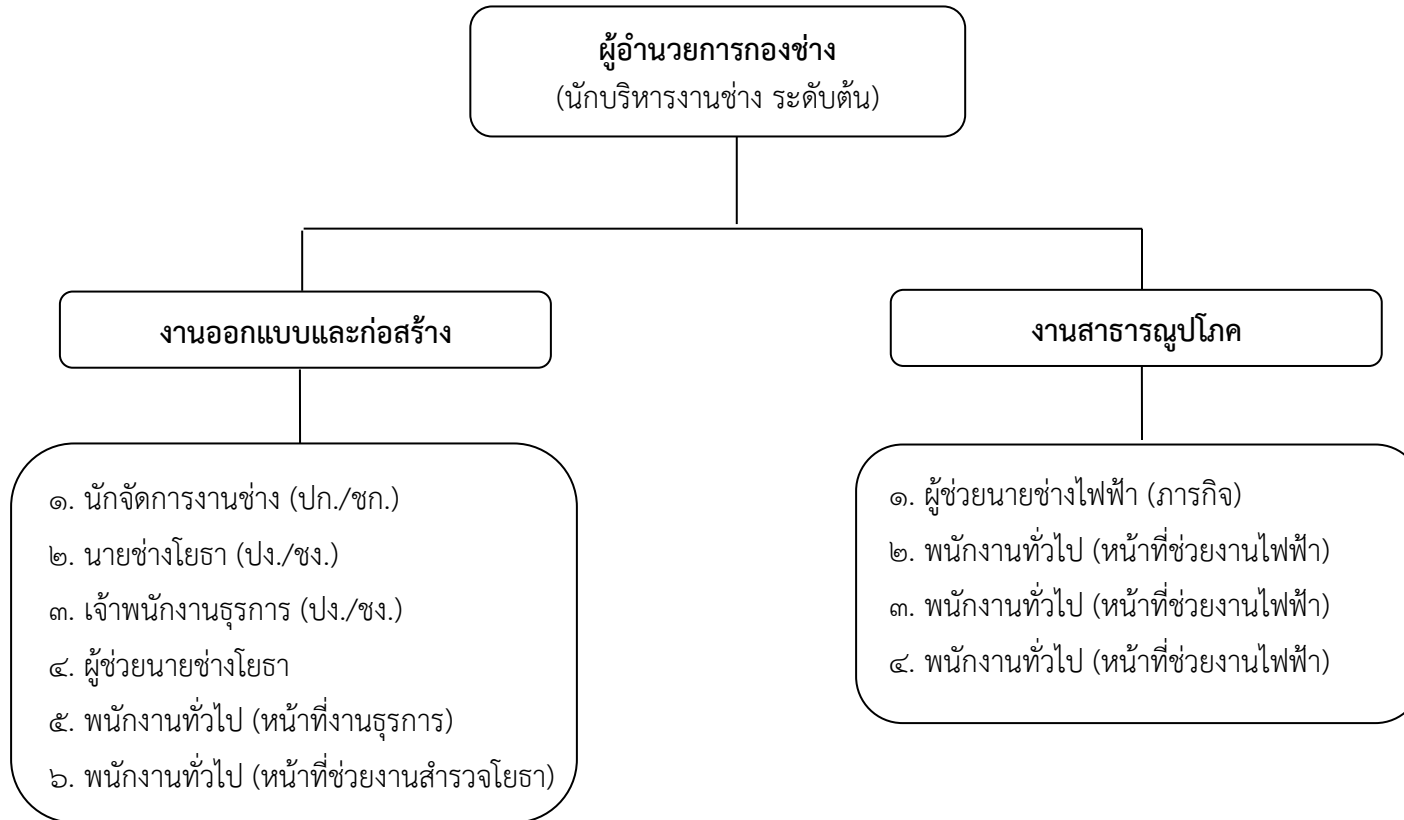 ผู้อำนวยการกองช่าง
(นักบริหารงานช่าง ระดับต้น)
งานออกแบบและก่อสร้าง
งานสาธารณูปโภค
๑. นักจัดการงานช่าง (ปก./ชก.)
๒. นายช่างโยธา (ปง./ชง.)
๓. เจ้าพนักงานธุรการ (ปง./ชง.)
๔. ผู้ช่วยนายช่างโยธา
๕. พนักงานทั่วไป (หน้าที่งานธุรการ)
๖. พนักงานทั่วไป (หน้าที่ช่วยงานสำรวจโยธา)
๑. ผู้ช่วยนายช่างไฟฟ้า (ภารกิจ)
๒. พนักงานทั่วไป (หน้าที่ช่วยงานไฟฟ้า)
๓. พนักงานทั่วไป (หน้าที่ช่วยงานไฟฟ้า)
๔. พนักงานทั่วไป (หน้าที่ช่วยงานไฟฟ้า)